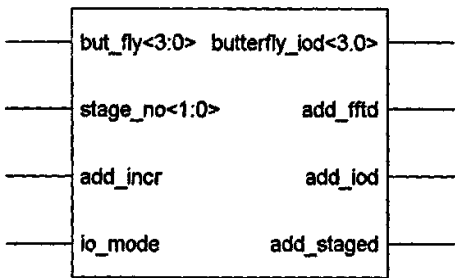 but_fly<3:0> butterfly_iod<3.0>
stage_no<1:0> add_fftd
add_incr add_iod
io_mode add_staged